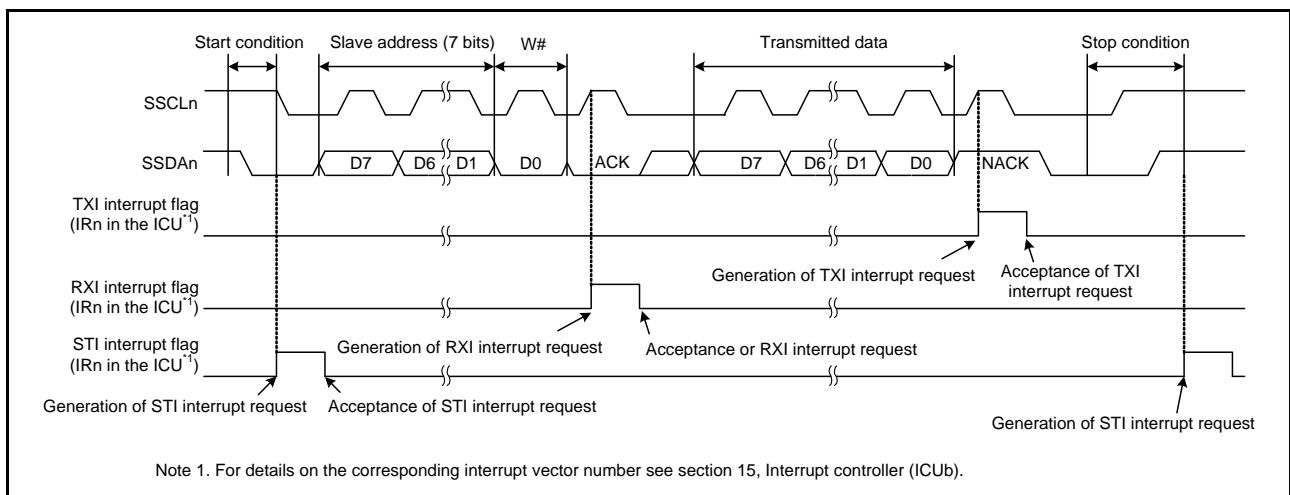 Start condition Slave address (7 bits) W# Transmitted data Stop condition
SSCLn
SSDAn D7 D6 D1 D0 ACK D7 D6 D1 D0 NACK
TXI interrupt flag
(IRn in the ICU*1)
Generation of TXI interrupt request
Acceptance of TXI
interrupt request
RXI interrupt flag
(IRn in the ICU*1)
Generation of RXI interrupt request
Acceptance or RXI interrupt request
STI interrupt flag
(IRn in the ICU*1)
Generation of STI interrupt request
Acceptance of STI interrupt request
Generation of STI interrupt request
Note 1. For details on the corresponding interrupt vector number see section 15, Interrupt controller (ICUb).